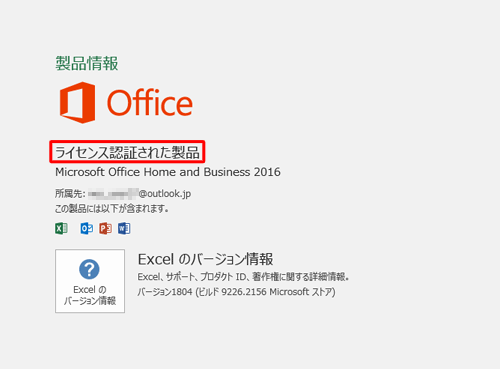 製品情報
Office
ライセンス認証された製品
Microsoft Office Home and Business 2016
所属先: @outlook.jp
この製品には以下が含まれます。
Excel の
バージョン情報
Excel のバージョン情報
Excel、サポート、プロダクト ID、著作権に関する詳細情報。
バージョン1804 (ビルド 9226.2156 Microsoft ストア)